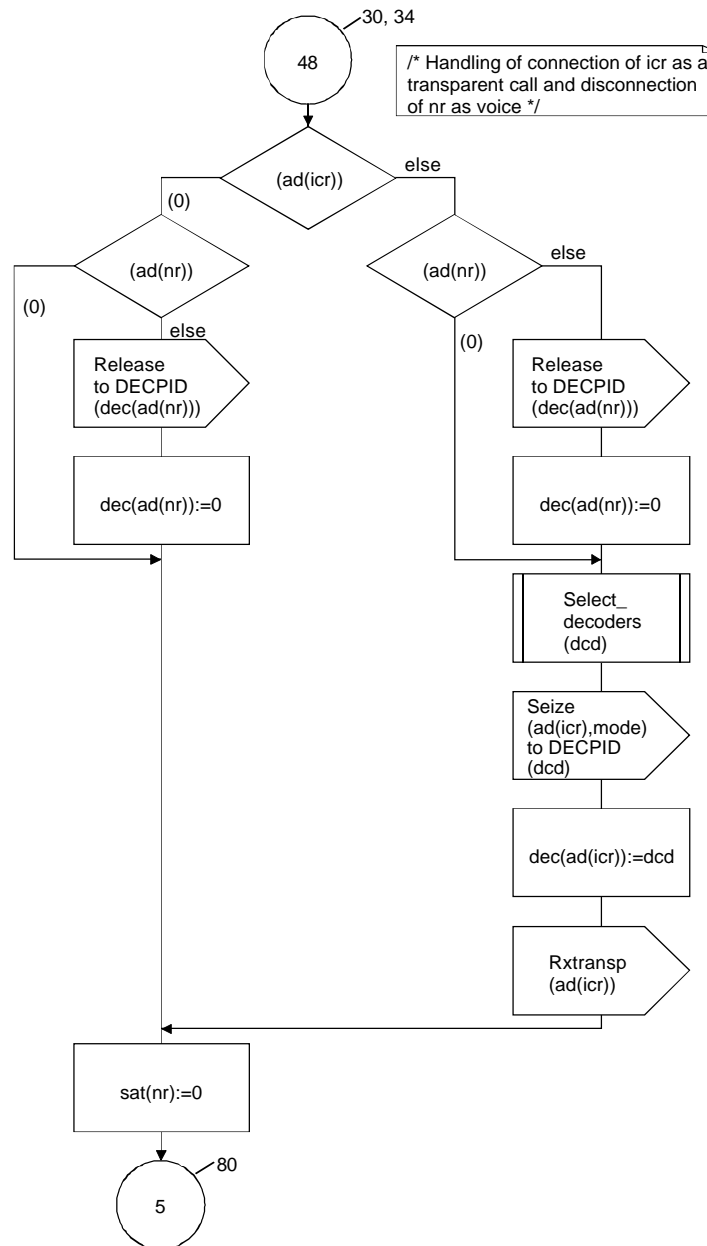 30, 34
48
/* Handling of connection of icr as a
transparent call and disconnection
of nr as voice */
(ad(icr))
else
(0)
(ad(nr))
(0)
else
Release
to DECPID
(dec(ad(nr)))
dec(ad(nr)):=0
(ad(nr))
else
(0)
Release
to DECPID
(dec(ad(nr)))
dec(ad(nr)):=0
Select_
decoders
(dcd)
Seize
(ad(icr),mode)
to DECPID
(dcd)
dec(ad(icr)):=dcd
Rxtransp
(ad(icr))
sat(nr):=0
80
5